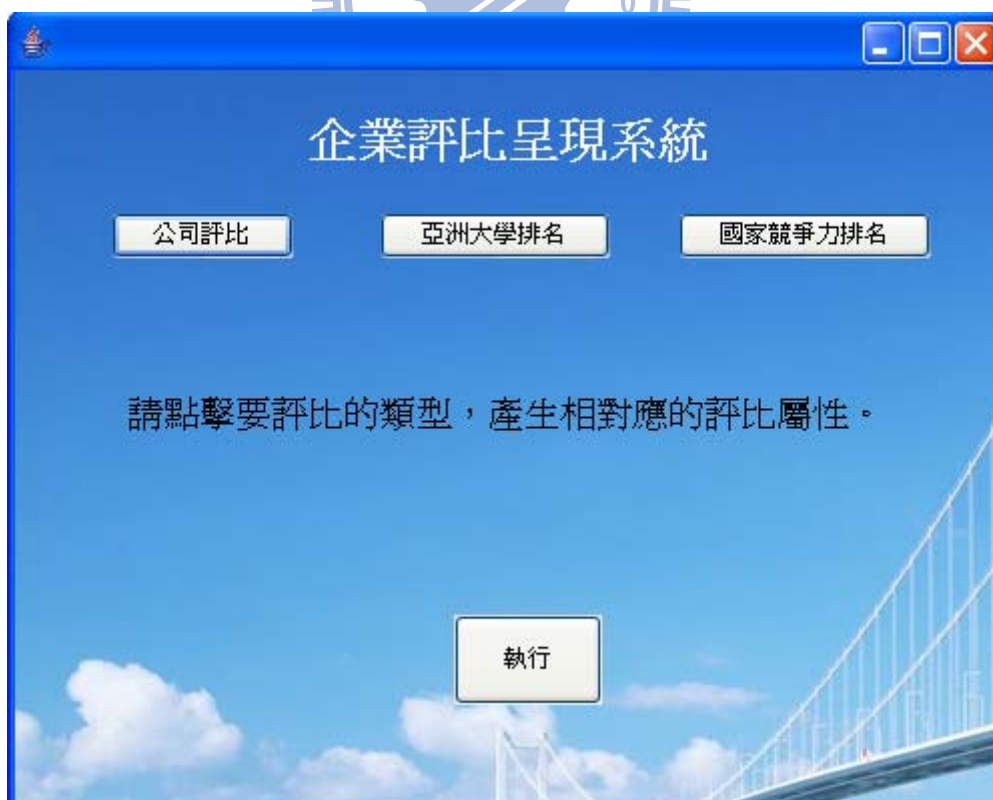 企業評比呈現系統
公司評比 亞洲大學排名 國家競爭力排名
請點擊要評比的類型，產生相對應的評比屬性。
執行